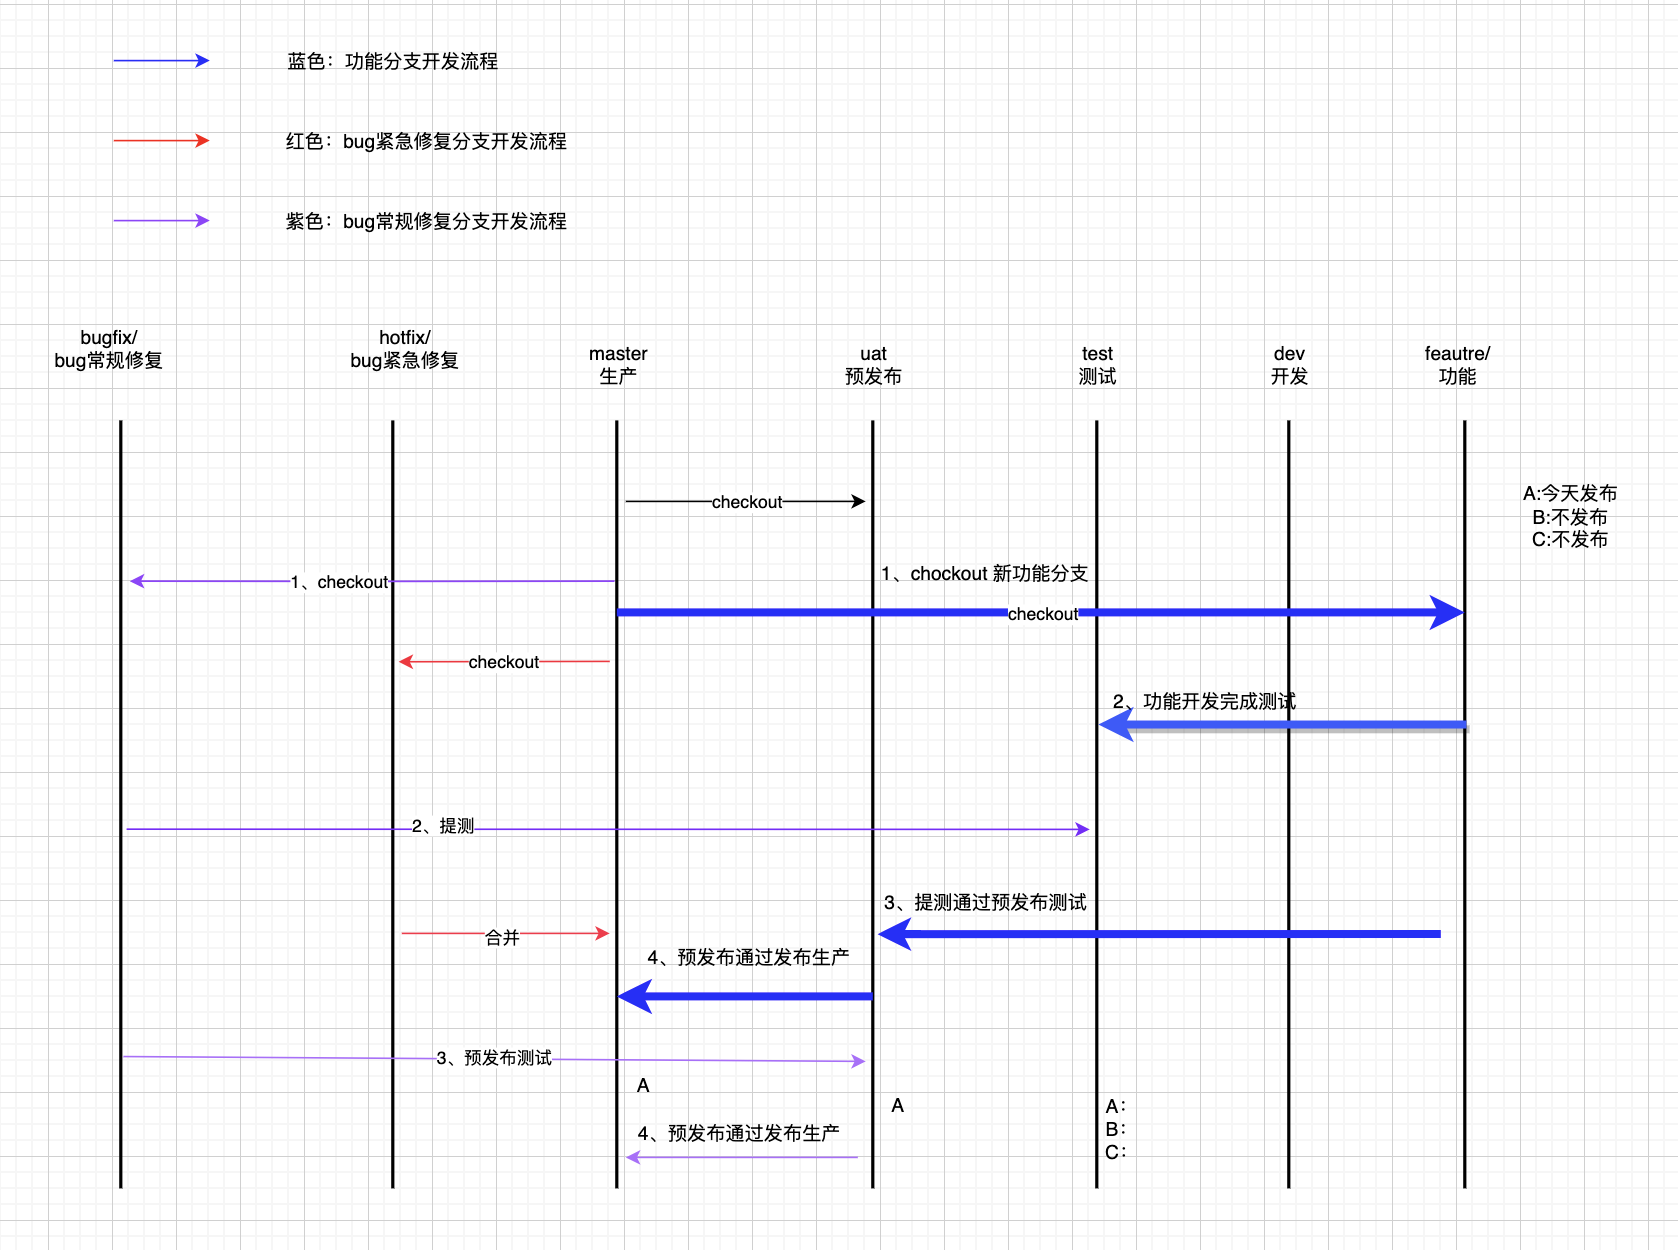 蓝色：功能分支开发流程
红色：bug紧急修复分支开发流程
紫色：bug常规修复分支开发流程
bugfix/
bug常规修复
hotfix/
bug紧急修复
master
生产
uat
预发布
test
测试
dev
开发
feautre/
功能
A:今天发布
B:不发布
C:不发布
checkout
1、checkout
1、chockout 新功能分支
checkout
checkout
2、功能开发完成测试
2、提测
3、提测通过预发布测试
合并
4、预发布通过发布生产
3、预发布测试
A
A
A：
B：
C：
4、预发布通过发布生产